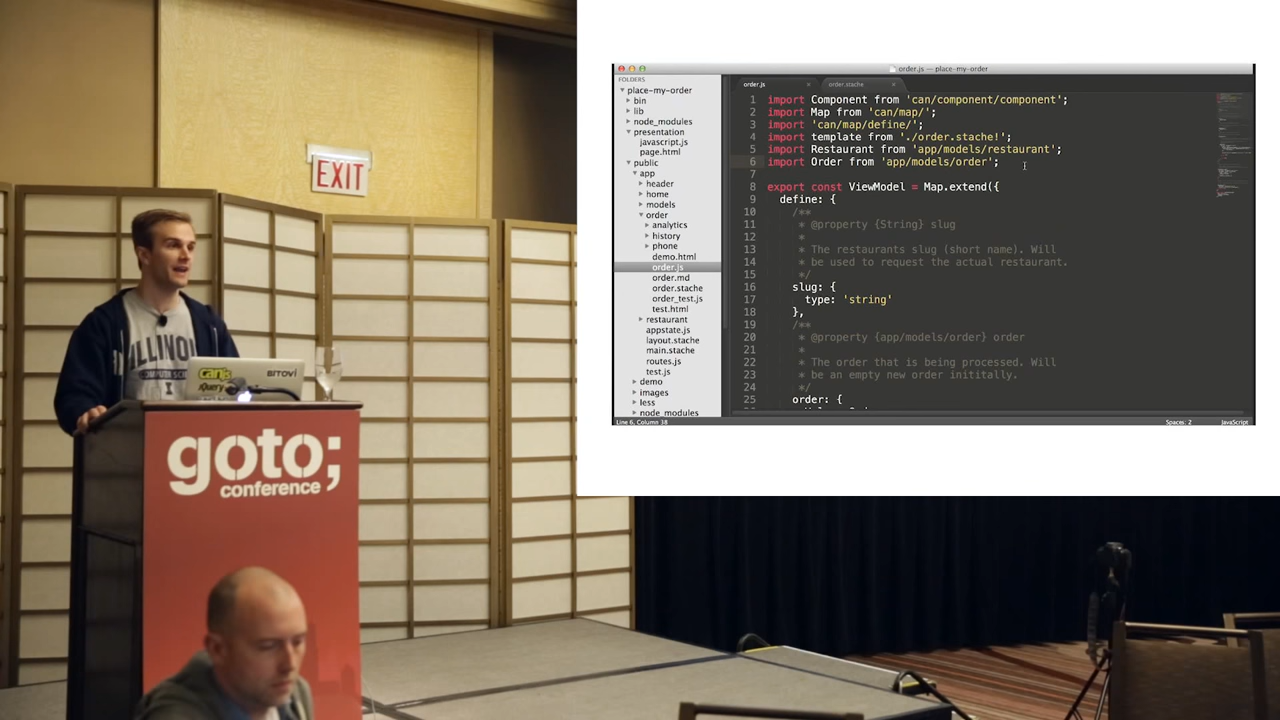 EXIT
ILLINOI
COMPUTER SCI
canjs
jQuery
BITOVI
goto;
conference
order.js — place-my-order
FOLDERS
place-my-order
bin
lib
node_modules
presentation
javascript.js
page.html
public
app
header
home
models
order
analytics
history
phone
demo.html
order.js
order.md
order.stache
order_test.js
test.html
restaurant
appstate.js
layout.stache
main.stache
routes.js
test.js
demo
images
less
node_modules
order.js × order.stache ×
1 import Component from 'can/component/component';
2 import Map from 'can/map/';
3 import 'can/map/define/';
4 import template from './order.stache!';
5 import Restaurant from 'app/models/restaurant';
6 import Order from 'app/models/order';
7
8 export const ViewModel = Map.extend({
9 define: {
10 /**
11 * @property {String} slug
12 *
13 * The restaurants slug (short name). Will
14 * be used to request the actual restaurant.
15 */
16 slug: {
17 type: 'string'
18 },
19 /**
20 * @property {app/models/order} order
21 *
22 * The order that is being processed. Will
23 * be an empty new order inititally.
24 */
25 order: {
Line 6, Column 38 Spaces: 2 JavaScript